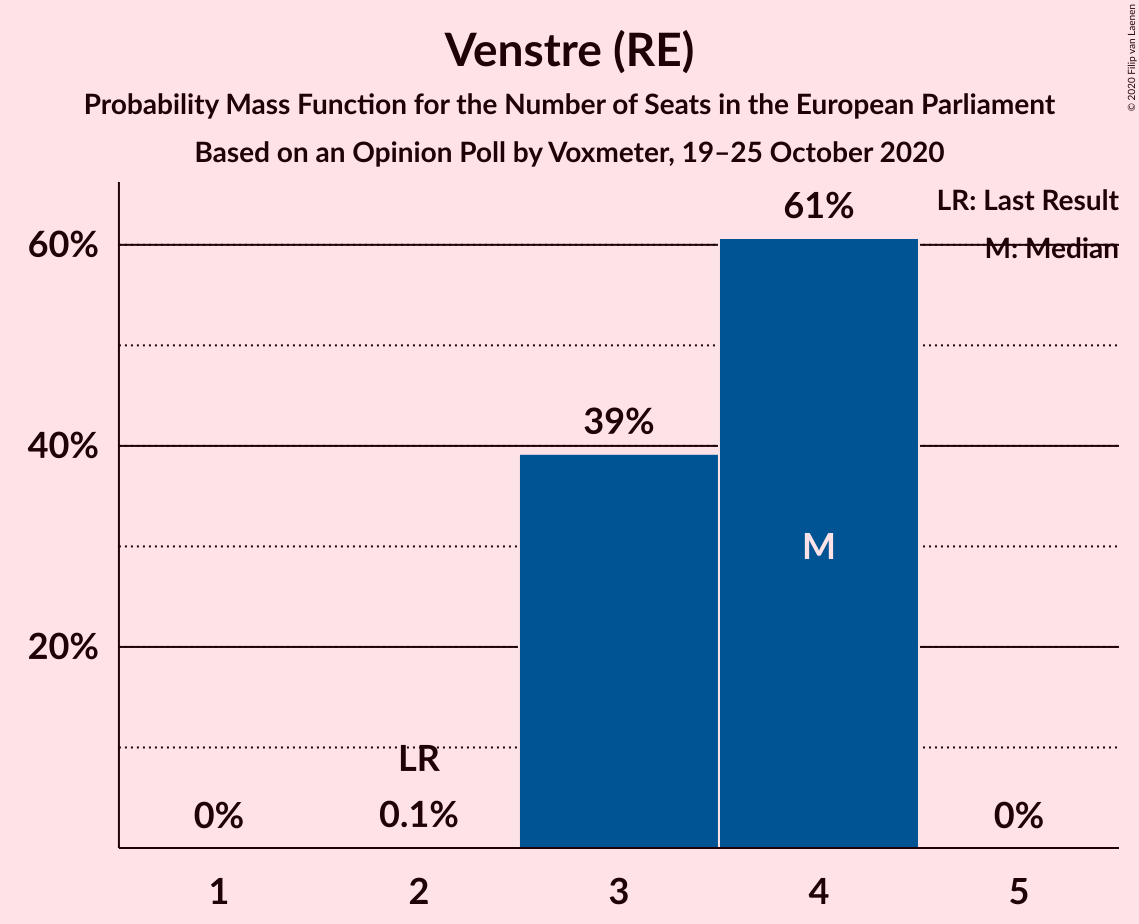 Venstre (RE)
Probability Mass Function for the Number of Seats in the European Parliament
Based on an Opinion Poll by Voxmeter, 19–25 October 2020
© 2020 Filip van Laenen
LR: Last Result
M: Median
60%
40%
20%
0%
LR
0.1%
39%
61%
M
0%
1 2 3 4 5